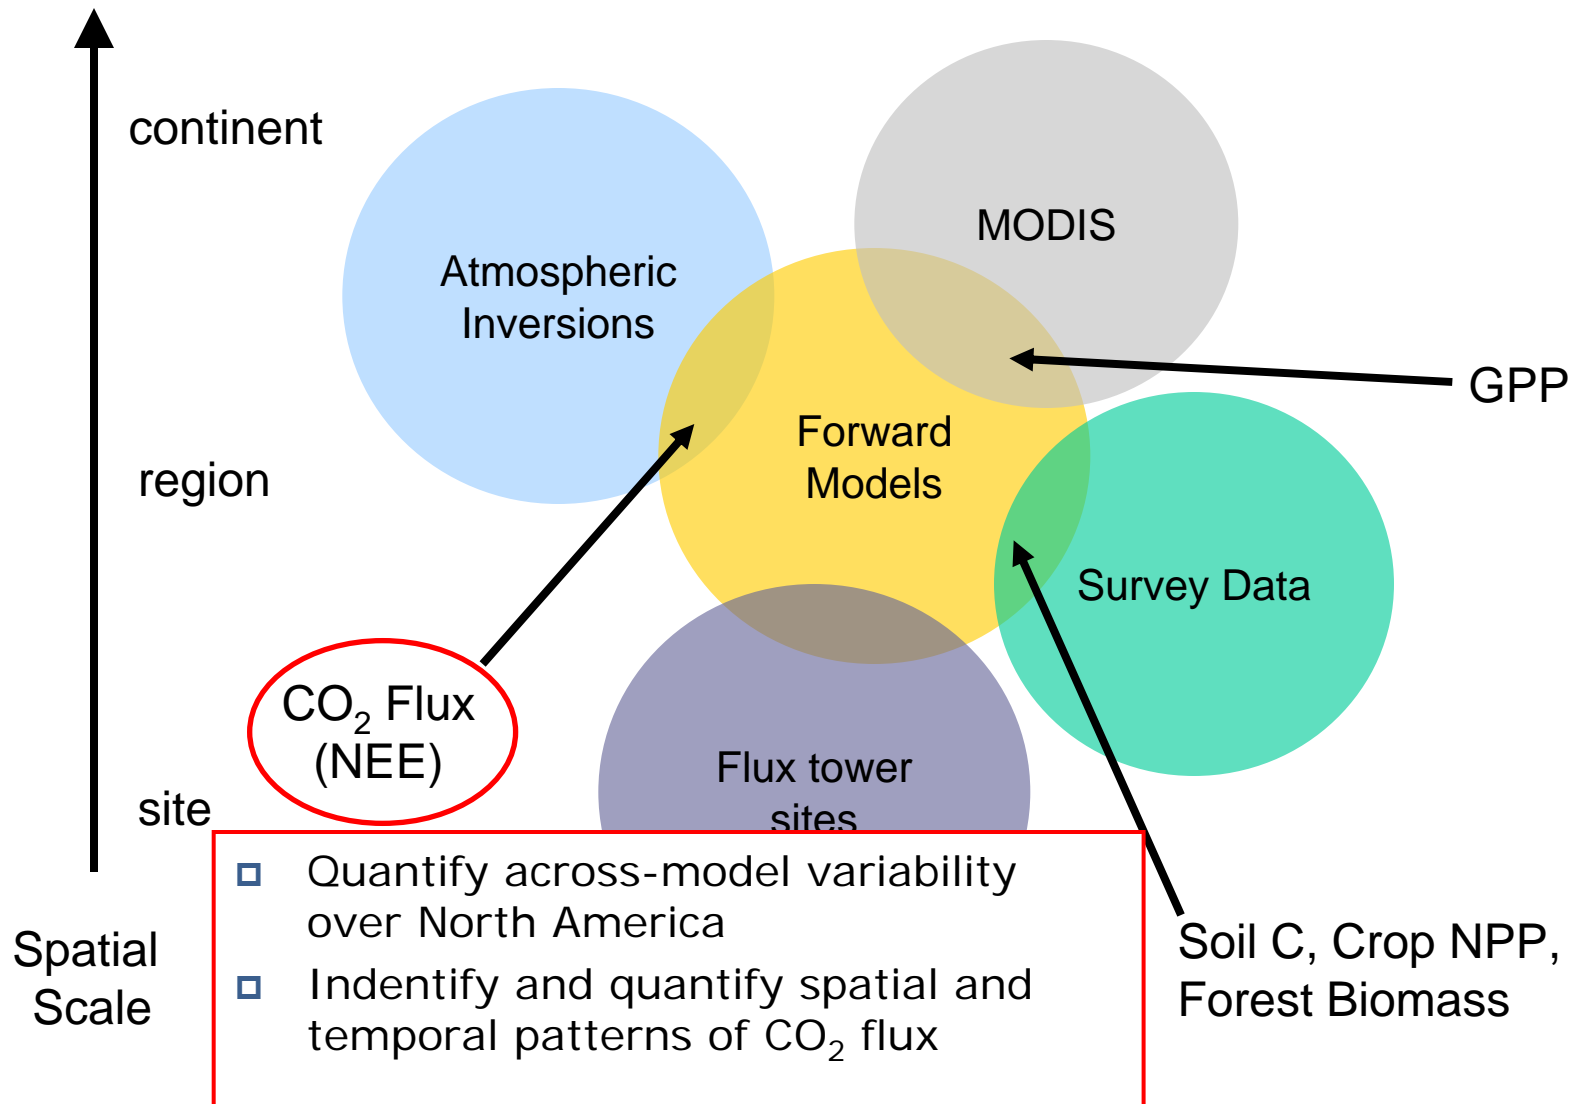 continent
MODIS
Atmospheric
Inversions
GPP
Forward
Models
region
Survey Data
CO₂ Flux
(NEE)
Flux tower
sites
site
Quantify across-model variability
over North America
Indentify and quantify spatial and
temporal patterns of CO₂ flux
Spatial
Scale
Soil C, Crop NPP,
Forest Biomass